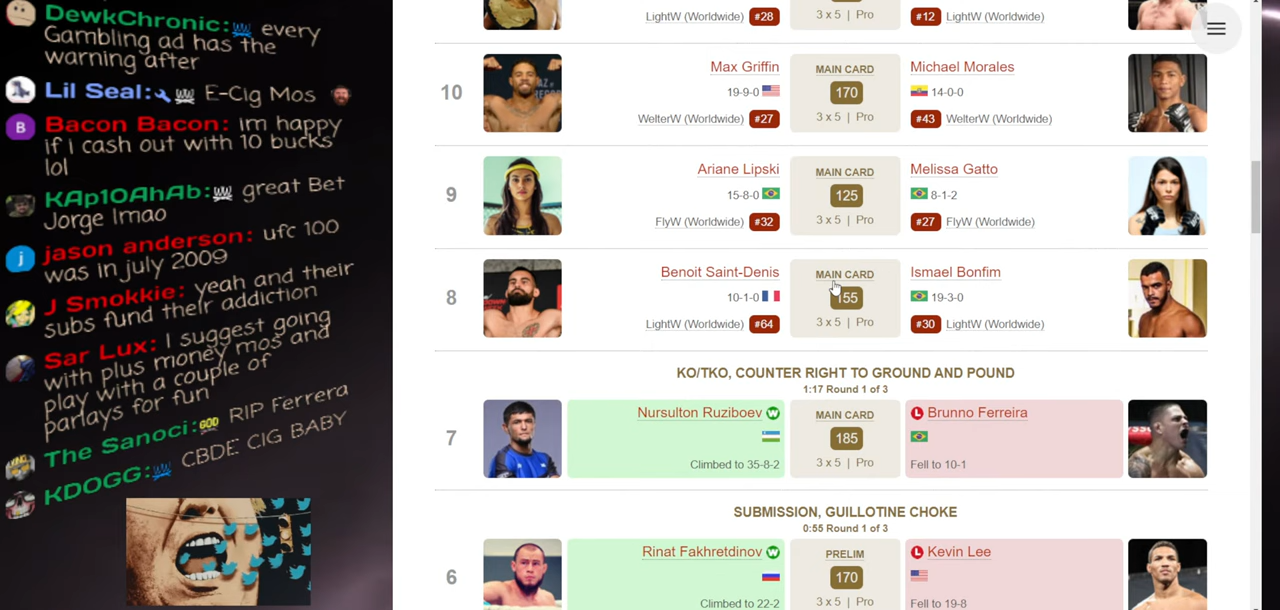 DewkChronic: every
Gambling ad has the
warning after
Lil Seal: E-Cig Mos
B
Bacon Bacon: im happy
if i cash out with 10 bucks
lol
KAp10AhAb: great Bet
Jorge lmao
j
jason anderson: ufc 100
was in july 2009
J Smokkie: yeah and their
subs fund their addiction
Sar Lux: I suggest going
with plus money mos and
play with a couple of
parlays for fun
The Sanoci: GOD RIP Ferrera
KDOGG: CBDE CIG BABY
LightW (Worldwide) #28
3 x 5 | Pro
#12 LightW (Worldwide)
10
Max Griffin
19-9-0
WelterW (Worldwide) #27
MAIN CARD
170
3 x 5 | Pro
Michael Morales
14-0-0
#43 WelterW (Worldwide)
9
Ariane Lipski
15-8-0
FlyW (Worldwide) #32
MAIN CARD
125
3 x 5 | Pro
Melissa Gatto
8-1-2
#27 FlyW (Worldwide)
8
Benoit Saint-Denis
10-1-0
LightW (Worldwide) #64
MAIN CARD
155
3 x 5 | Pro
Ismael Bonfim
19-3-0
#30 LightW (Worldwide)
KO/TKO, COUNTER RIGHT TO GROUND AND POUND
1:17 Round 1 of 3
7
Nursulton Ruziboev W
Climbed to 35-8-2
MAIN CARD
185
3 x 5 | Pro
L Brunno Ferreira
Fell to 10-1
SUBMISSION, GUILLOTINE CHOKE
0:55 Round 1 of 3
6
Rinat Fakhretdinov W
Climbed to 22-2
PRELIM
170
3 x 5 | Pro
L Kevin Lee
Fell to 19-8